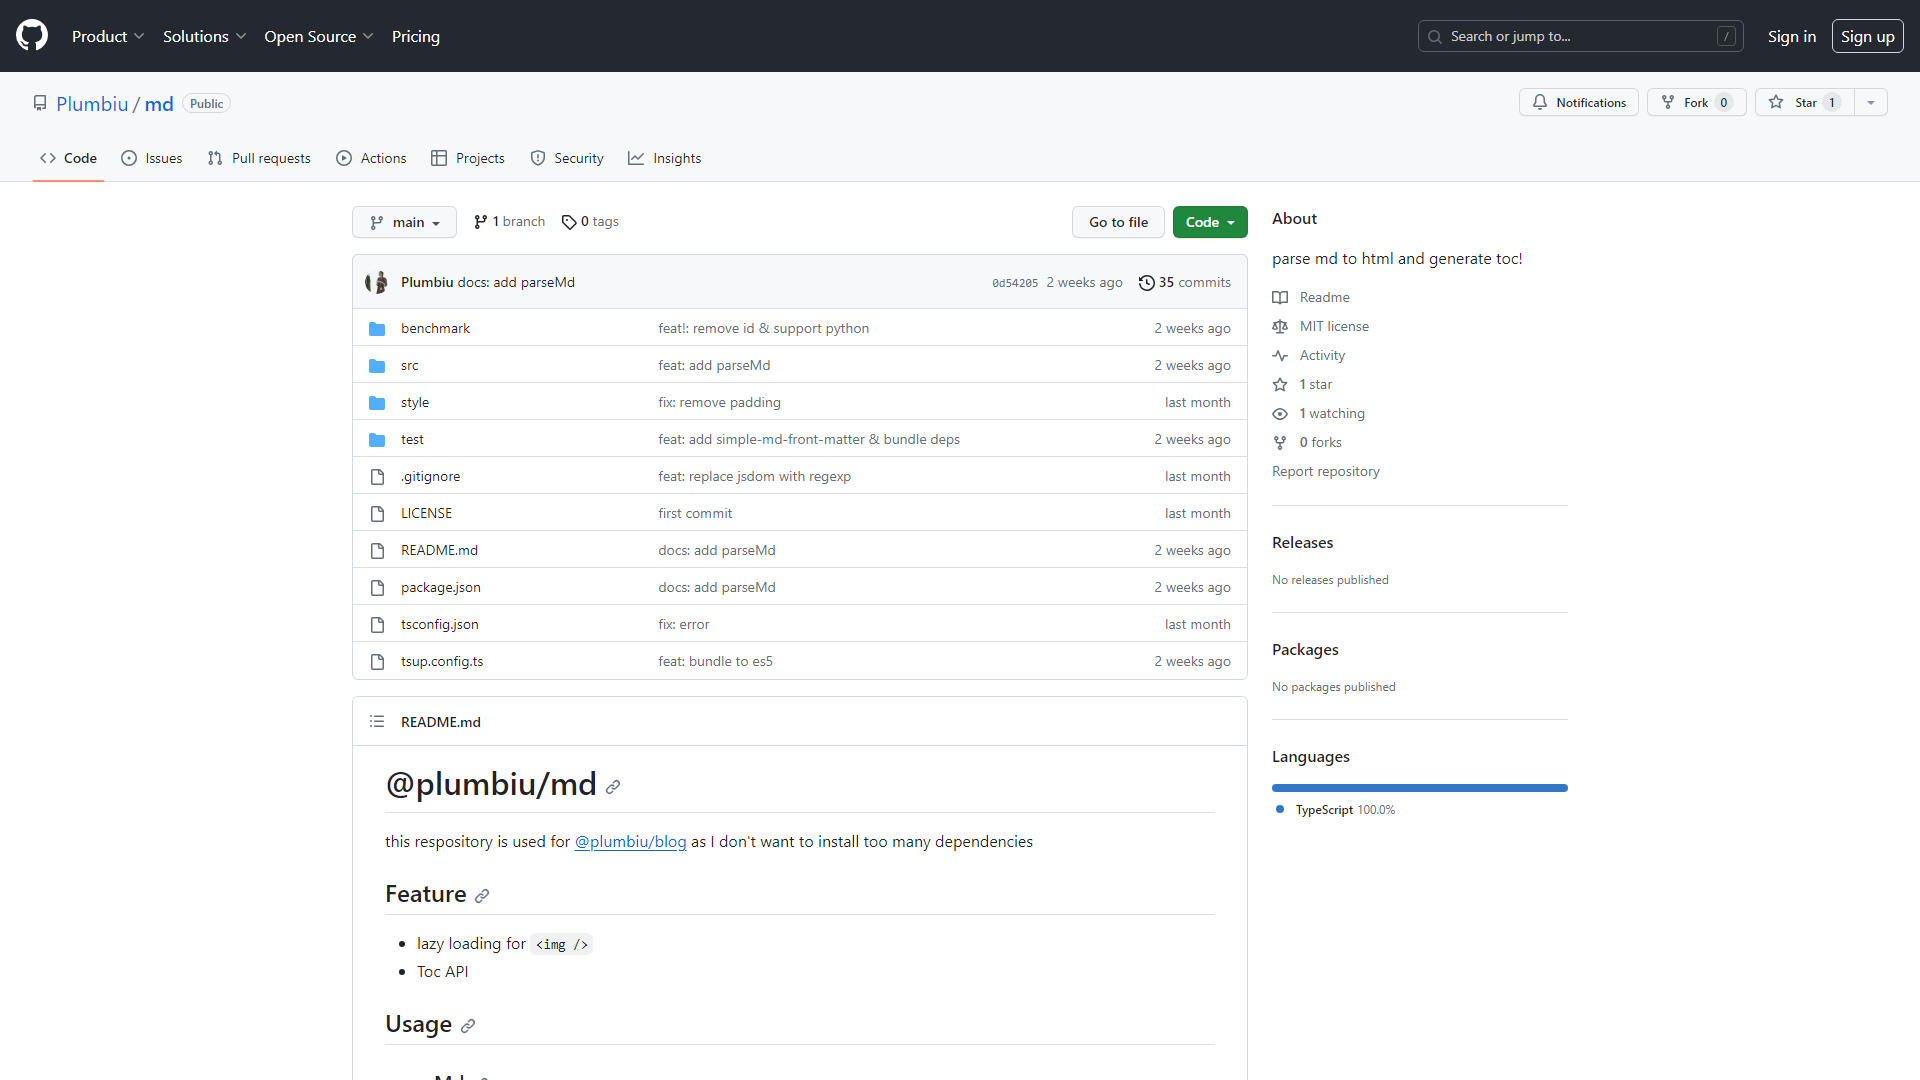 Product Solutions Open Source Pricing Search or jump to... / Sign in Sign up
Plumbiu / md Public Notifications Fork 0 Star 1
Code Issues Pull requests Actions Projects Security Insights
main 1 branch 0 tags Go to file Code
Plumbiu docs: add parseMd 0d54205 2 weeks ago 35 commits
benchmark feat!: remove id & support python 2 weeks ago
src feat: add parseMd 2 weeks ago
style fix: remove padding last month
test feat: add simple-md-front-matter & bundle deps 2 weeks ago
.gitignore feat: replace jsdom with regexp last month
LICENSE first commit last month
README.md docs: add parseMd 2 weeks ago
package.json docs: add parseMd 2 weeks ago
tsconfig.json fix: error last month
tsup.config.ts feat: bundle to es5 2 weeks ago
README.md
@plumbiu/md
this respository is used for @plumbiu/blog as I don't want to install too many dependencies
Feature
lazy loading for <img />
Toc API
Usage
About
parse md to html and generate toc!
Readme
MIT license
Activity
1 star
1 watching
0 forks
Report repository
Releases
No releases published
Packages
No packages published
Languages
TypeScript 100.0%